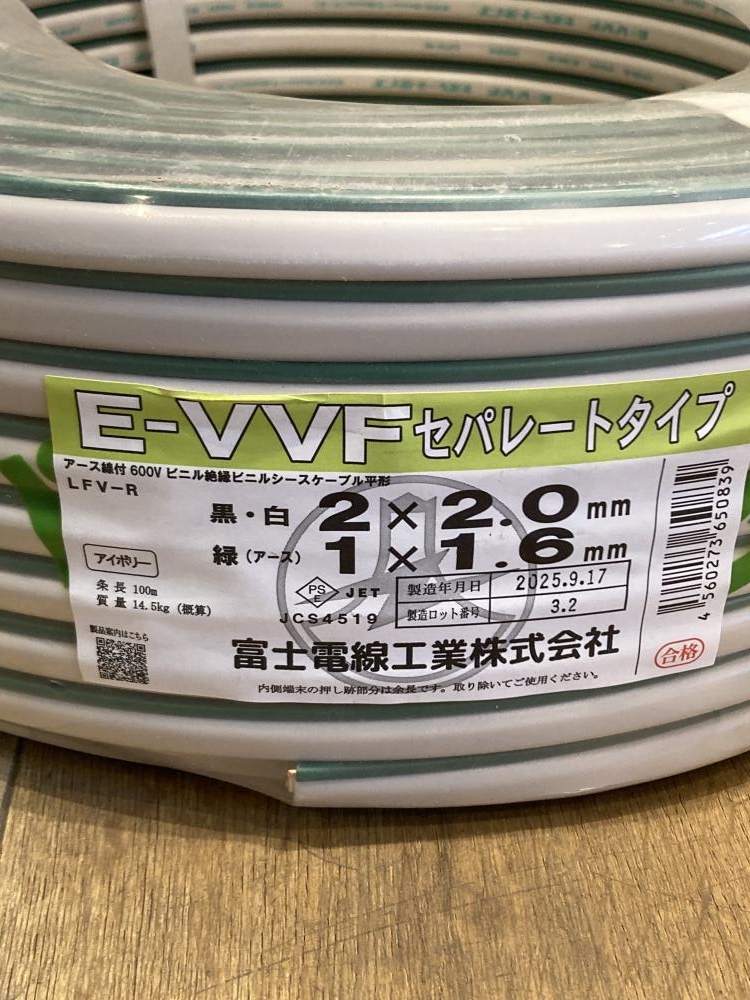 E-VVF セパレートタイプ
アース線付 600V ビニル絶縁ビニルシースケーブル平形
LFV-R
黒・白 2×2.0mm
緑(アース) 1×1.6mm
アイボリー
条長 100m
質量 14.5kg (概算)
PS E JET
JCS4519
製造年月日 2025.9.17
製造ロット番号 3.2
製品案内はこちら
富士電線工業株式会社
内側端末の押し跡部分は余長です。取り除いてご使用ください。
4 560273 650839
合格